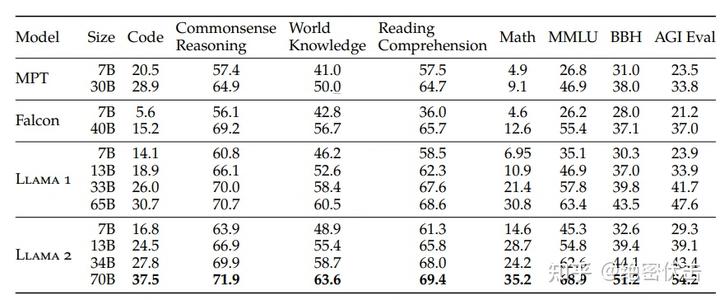 Model Size Code Commonsense Reasoning World Knowledge Reading Comprehension Math MMLU BBH AGI Eval
MPT 7B 20.5 57.4 41.0 57.5 4.9 26.8 31.0 23.5
30B 28.9 64.9 50.0 64.7 9.1 46.9 38.0 33.8
Falcon 7B 5.6 56.1 42.8 36.0 4.6 26.2 28.0 21.2
40B 15.2 69.2 56.7 65.7 12.6 55.4 37.1 37.0
LLAMA 1 7B 14.1 60.8 46.2 58.5 6.95 35.1 30.3 23.9
13B 18.9 66.1 52.6 62.3 10.9 46.9 37.0 33.9
33B 26.0 70.0 58.4 67.6 21.4 57.8 39.8 41.7
65B 30.7 70.7 60.5 68.6 30.8 63.4 43.5 47.6
LLAMA 2 7B 16.8 63.9 48.9 61.3 14.6 45.3 32.6 29.3
13B 24.5 66.9 55.4 65.8 28.7 54.8 39.4 39.1
34B 27.8 69.9 58.7 68.0 24.2 62.6 44.1 43.4
70B 37.5 71.9 63.6 69.4 35.2 68.9 51.2 54.2
知乎 @绝密伏击